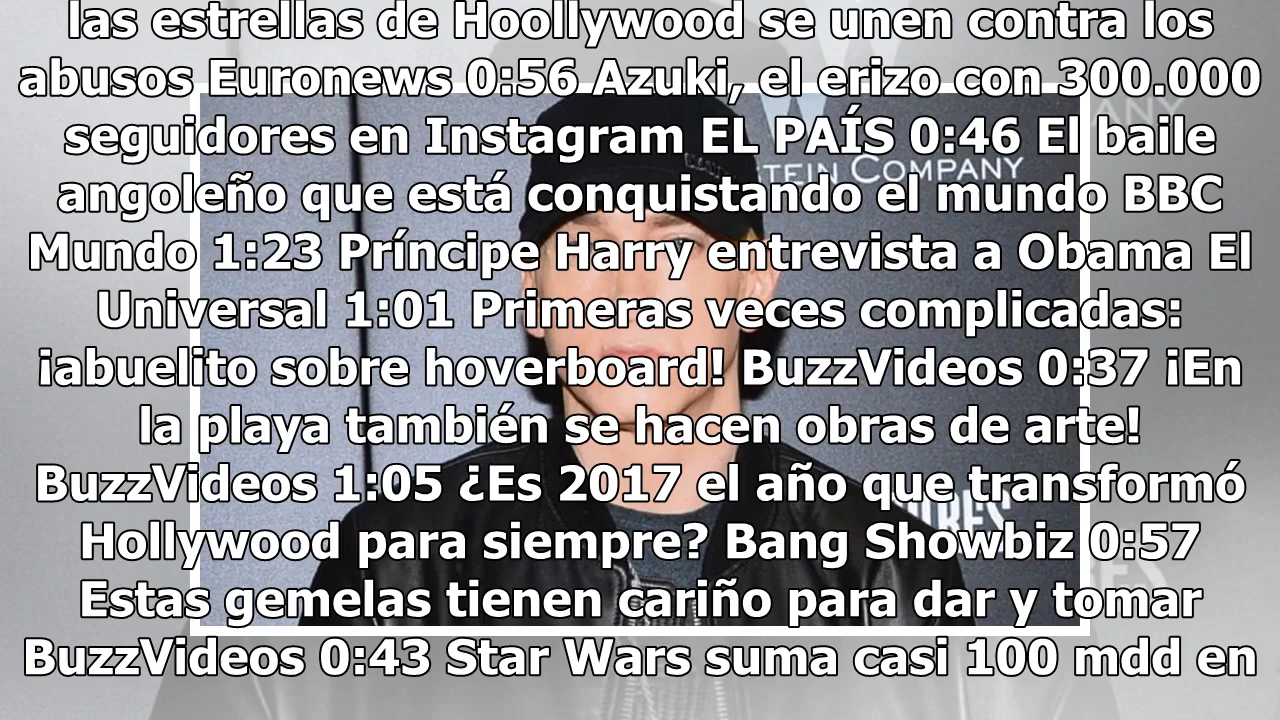 las estrellas de Hoollywood se unen contra los
abusos Euronews 0:56 Azuki, el erizo con 300.000
seguidores en Instagram EL PAÍS 0:46 El baile
STEIN COMPANY
angoleño que está conquistando el mundo BBC
Mundo 1:23 Príncipe Harry entrevista a Obama El
Universal 1:01 Primeras veces complicadas:
¡abuelito sobre hoverboard! BuzzVideos 0:37 ¡En
la playa también se hacen obras de arte!
BuzzVideos 1:05 ¿Es 2017 el año que transformó
Hollywood para siempre? Bang Showbiz 0:57
Estas gemelas tienen cariño para dar y tomar
BuzzVideos 0:43 Star Wars suma casi 100 mdd en